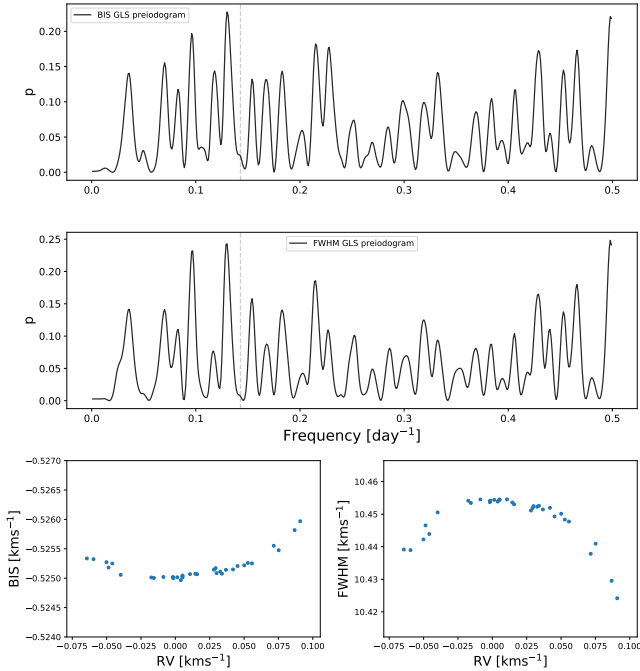 BIS GLS preiodogram
p
0.20
0.15
0.10
0.05
0.00
0.0 0.1 0.2 0.3 0.4 0.5
FWHM GLS preiodogram
p
0.25
0.20
0.15
0.10
0.05
0.00
0.0 0.1 0.2 0.3 0.4 0.5
Frequency [day⁻¹]
BIS [kms⁻¹]
−0.5270
−0.5265
−0.5260
−0.5255
−0.5250
−0.5245
−0.5240
−0.075 −0.050 −0.025 0.000 0.025 0.050 0.075 0.100
RV [kms⁻¹]
FWHM [kms⁻¹]
10.46
10.45
10.44
10.43
10.42
−0.075 −0.050 −0.025 0.000 0.025 0.050 0.075 0.100
RV [kms⁻¹]